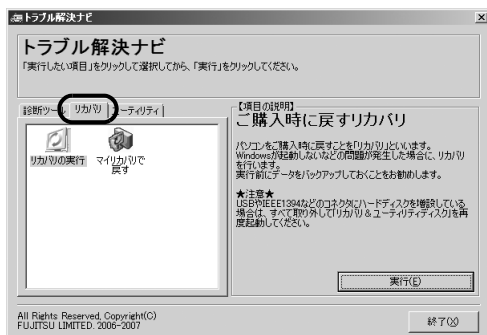 トラブル解決ナビ
トラブル解決ナビ
「実行したい項目」をクリックして選択してから、「実行」をクリックしてください。
診断ツール
リカバリ
ユーティリティ
リカバリの実行
マイリカバリで
戻す
【項目の説明】
ご購入時に戻すリカバリ
パソコンをご購入時に戻すことを「リカバリ」といいます。
Windowsが起動しないなどの問題が発生した場合に、リカバリ
を行います。
実行前にデータをバックアップしておくことをお勧めします。
★注意★
USBやIEEE1394などのコネクタにハードディスクを増設している
場合は、すべて取り外して「リカバリ＆ユーティリティディスク」を再
度起動してください。
実行(E)
All Rights Reserved, Copyright(C)
FUJITSU LIMITED. 2006-2007
終了(X)